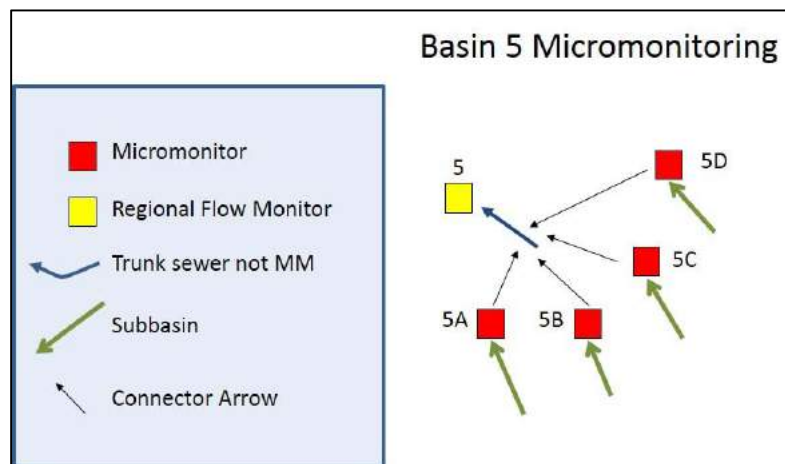 Basin 5 Micromonitoring
Micromonitor
Regional Flow Monitor
Trunk sewer not MM
Subbasin
Connector Arrow
5
5D
5C
5A
5B